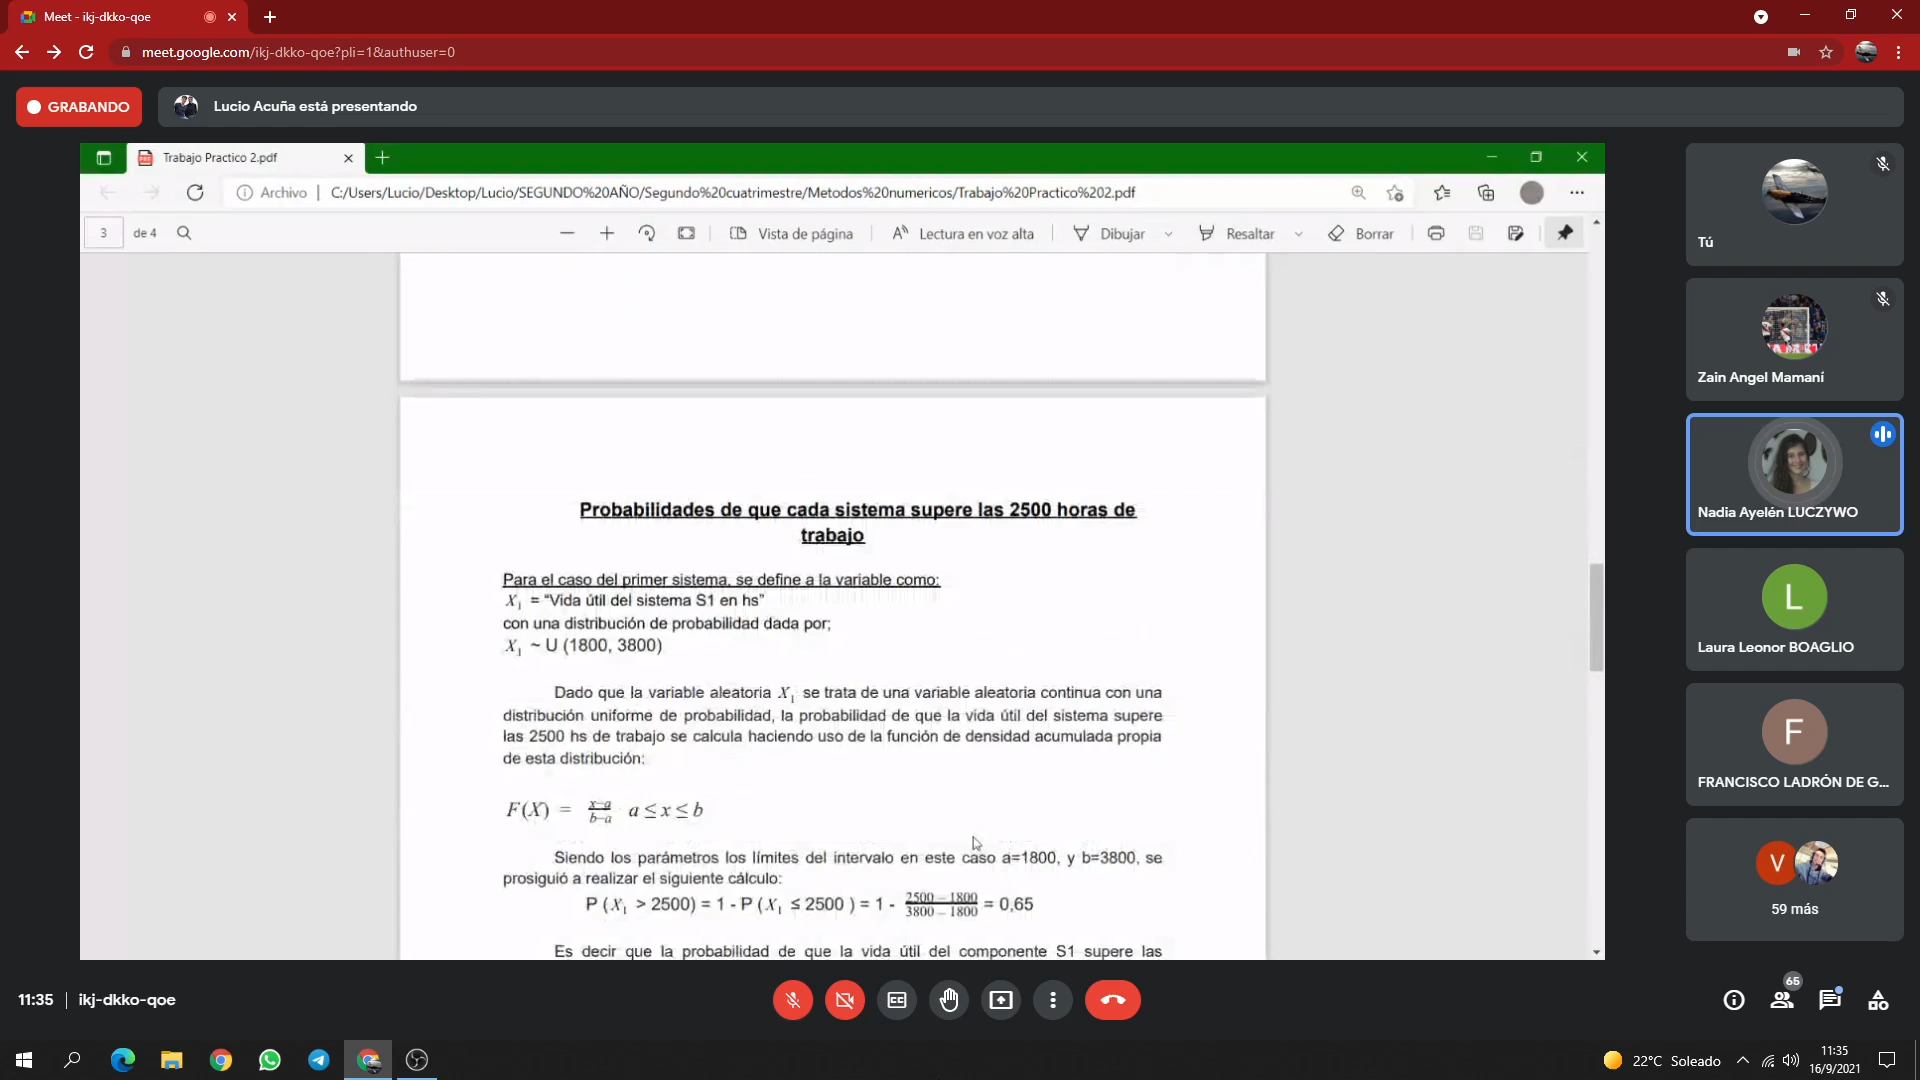 Meet - ikj-dkko-qoe
meet.google.com/ikj-dkko-qoe?pli=1&authuser=0
GRABANDO
Lucio Acuña está presentando
Trabajo Practico 2.pdf
Archivo | C:/Users/Lucio/Desktop/Lucio/SEGUNDO%20AÑO/Segundo%20cuatrimestre/Metodos%20numericos/Trabajo%20Practico%202.pdf
3 de 4
Vista de página
Lectura en voz alta
Dibujar
Resaltar
Borrar
Probabilidades de que cada sistema supere las 2500 horas de
trabajo
Para el caso del primer sistema, se define a la variable como:
X₁ = "Vida útil del sistema S1 en hs"
con una distribución de probabilidad dada por;
X₁ ~ U (1800, 3800)
Dado que la variable aleatoria X₁ se trata de una variable aleatoria continua con una
distribución uniforme de probabilidad, la probabilidad de que la vida útil del sistema supere
las 2500 hs de trabajo se calcula haciendo uso de la función de densidad acumulada propia
de esta distribución:
F(X) = x-a / b-a a ≤ x ≤ b
Siendo los parámetros los límites del intervalo en este caso a=1800, y b=3800, se
prosiguió a realizar el siguiente cálculo:
P ( X₁ > 2500) = 1 - P ( X₁ ≤ 2500 ) = 1 - 2500 – 1800 / 3800 – 1800 = 0,65
Es decir que la probabilidad de que la vida útil del componente S1 supere las
Tú
Zain Angel Mamaní
Nadia Ayelén LUCZYWO
L
Laura Leonor BOAGLIO
F
FRANCISCO LADRÓN DE G...
V
59 más
11:35 | ikj-dkko-qoe
65
22°C Soleado
11:35
16/9/2021